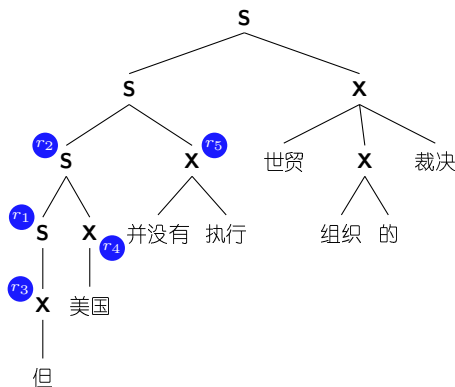 S
S X
r2 S X r5 世贸 X 裁决
r1 S X r4 并没有 执行 组织 的
r3 X 美国
但